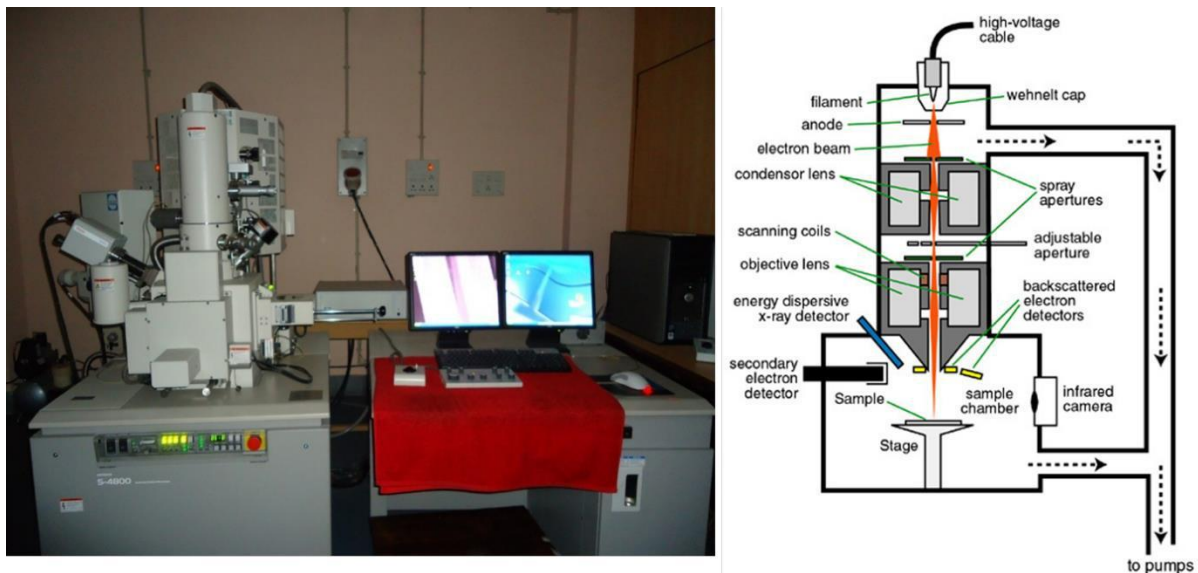 S-4800
high-voltage
cable
filament
wehnelt cap
anode
electron beam
condensor lens
spray
apertures
scanning coils
adjustable
aperture
objective lens
energy dispersive
x-ray detector
backscattered
electron
detectors
secondary
electron
detector
Sample
sample
chamber
infrared
camera
Stage
to pumps